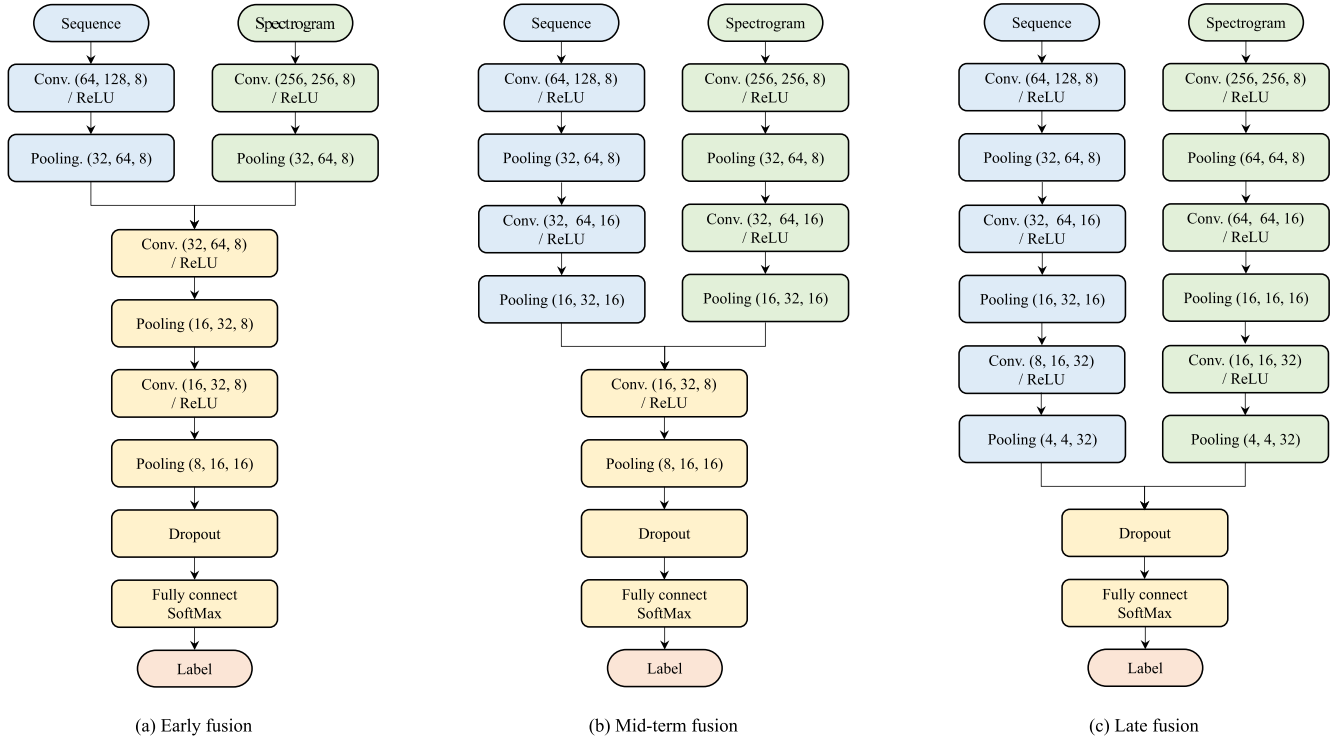 Sequence
Spectrogram
Conv. (64, 128, 8)
/ ReLU
Conv. (256, 256, 8)
/ ReLU
Pooling. (32, 64, 8)
Pooling (32, 64, 8)
Conv. (32, 64, 8)
/ ReLU
Pooling (16, 32, 8)
Conv. (16, 32, 8)
/ ReLU
Pooling (8, 16, 16)
Dropout
Fully connect
SoftMax
Label
(a) Early fusion
Sequence
Spectrogram
Conv. (64, 128, 8)
/ ReLU
Conv. (256, 256, 8)
/ ReLU
Pooling (32, 64, 8)
Pooling (32, 64, 8)
Conv. (32, 64, 16)
/ ReLU
Conv. (32, 64, 16)
/ ReLU
Pooling (16, 32, 16)
Pooling (16, 32, 16)
Conv. (16, 32, 8)
/ ReLU
Pooling (8, 16, 16)
Dropout
Fully connect
SoftMax
Label
(b) Mid-term fusion
Sequence
Spectrogram
Conv. (64, 128, 8)
/ ReLU
Conv. (256, 256, 8)
/ ReLU
Pooling (32, 64, 8)
Pooling (64, 64, 8)
Conv. (32, 64, 16)
/ ReLU
Conv. (64, 64, 16)
/ ReLU
Pooling (16, 32, 16)
Pooling (16, 16, 16)
Conv. (8, 16, 32)
/ ReLU
Conv. (16, 16, 32)
/ ReLU
Pooling (4, 4, 32)
Pooling (4, 4, 32)
Dropout
Fully connect
SoftMax
Label
(c) Late fusion